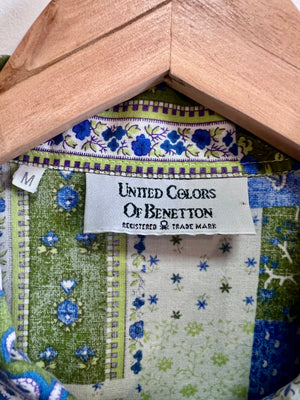 M
UNITED COLORS
OF BENETTON
REGISTERED TRADE MARK